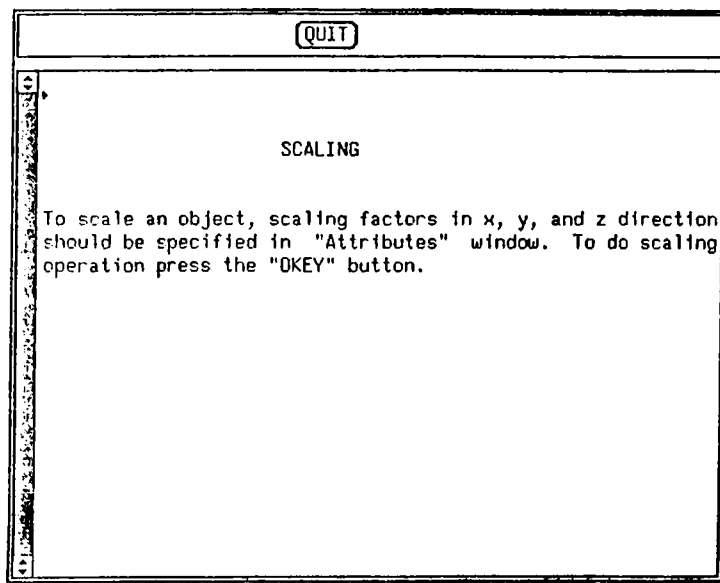 QUIT
SCALING
To scale an object, scaling factors in x, y, and z direction
should be specified in "Attributes" window. To do scaling
operation press the "OKEY" button.